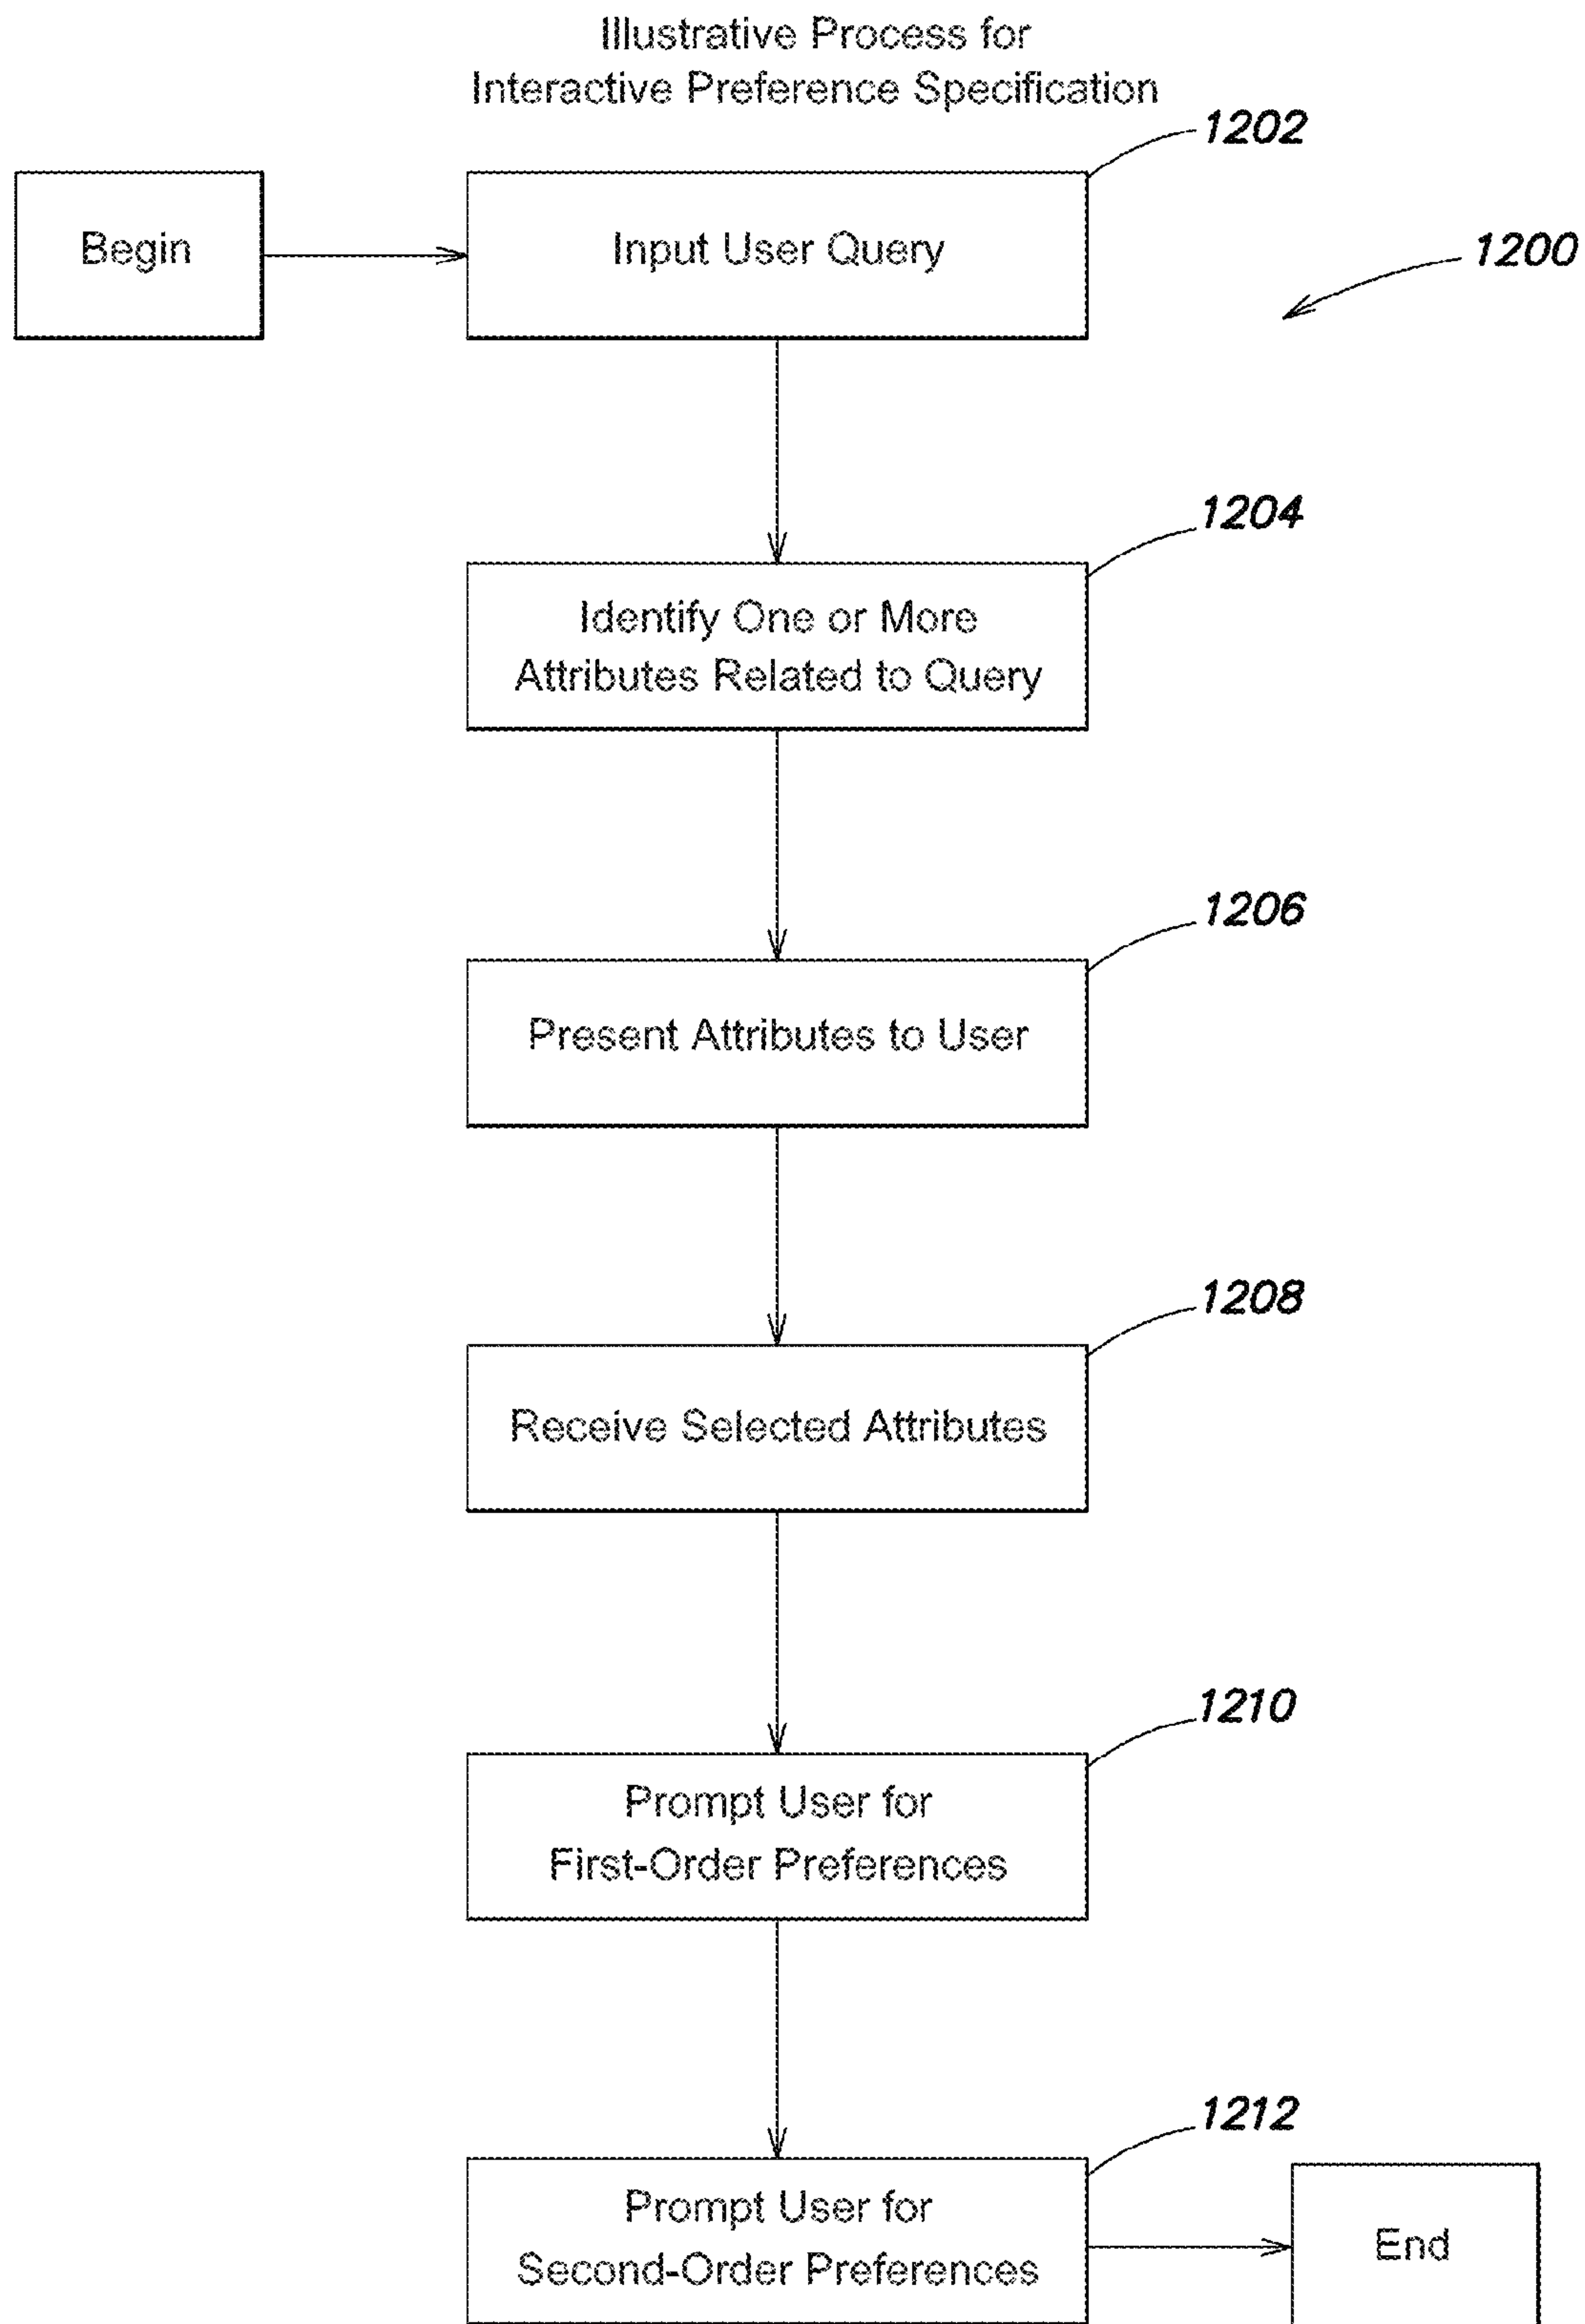 Illustrative Process for
Interactive Preference Specification
1202
Begin
Input User Query
1200
1204
Identify One or More
Attributes Related to Query
1206
Present Attributes to User
1208
Receive Selected Attributes
1210
Prompt User for
First-Order Preferences
1212
Prompt User for
Second-Order Preferences
End